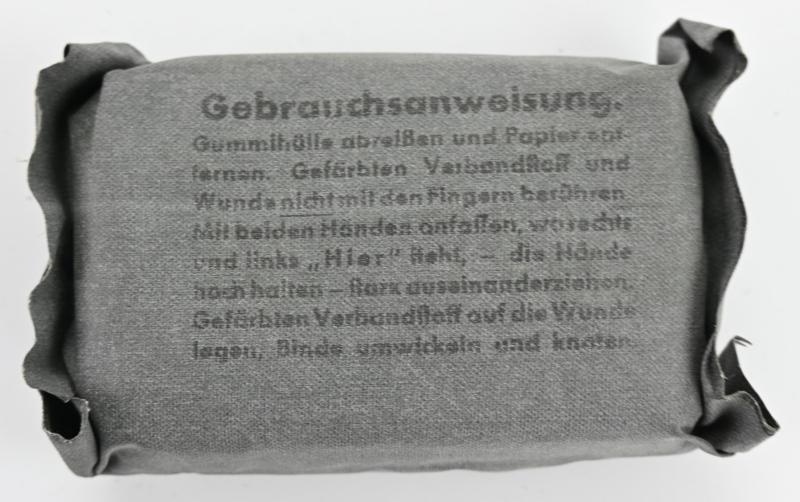 Gebrauchsanweisung.
Gummihülle abreißen und Papier ent-
fernen. Gefärbten Verbandstoff und
Wunde nicht mit den Fingern berühren.
Mit beiden Händen anfassen, wo rechts
und links „Hier" steht, – die Hände
hoch halten – stark auseinanderziehen.
Gefärbten Verbandstoff auf die Wunde
legen, Binde umwickeln und knoten.